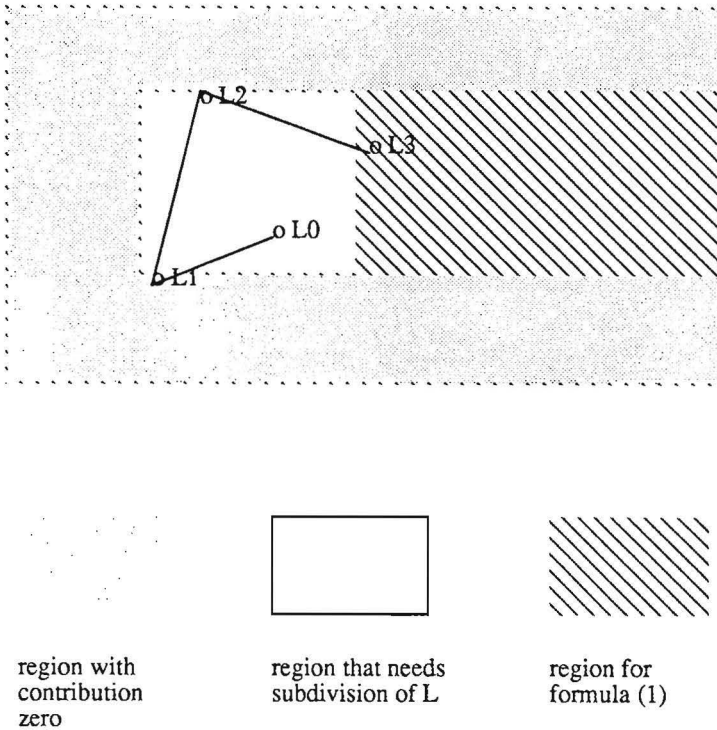 L2
L3
L0
L1
region with
contribution
zero
region that needs
subdivision of L
region for
formula (1)